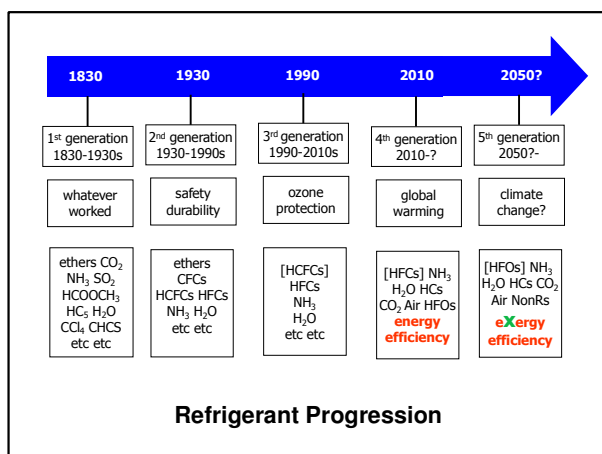 1830 1930 1990 2010 2050?
1st generation
1830-1930s
2nd generation
1930-1990s
3rd generation
1990-2010s
4th generation
2010-?
5th generation
2050?-
whatever
worked
safety
durability
ozone
protection
global
warming
climate
change?
ethers CO₂
NH₃ SO₂
HCOOCH₃
HC₅ H₂O
CCl₄ CHCS
etc etc
ethers
CFCs
HCFCs HFCs
NH₃ H₂O
etc etc
[HCFCs]
HFCs
NH₃
H₂O
etc etc
[HFCs] NH₃
H₂O HCs
CO₂ Air HFOs
energy
efficiency
[HFOs] NH₃
H₂O HCs CO₂
Air NonRs
eXergy
efficiency
Refrigerant Progression